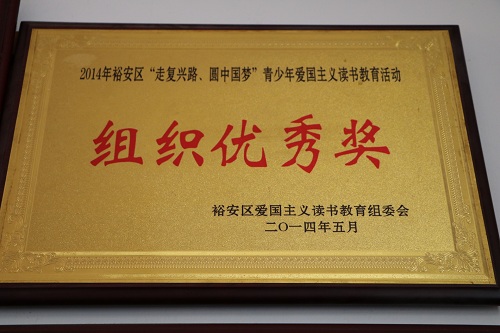 2014年裕安区“走复兴路、圆中国梦”青少年爱国主义读书教育活动
组织优秀奖
裕安区爱国主义读书教育组委会
二〇一四年五月